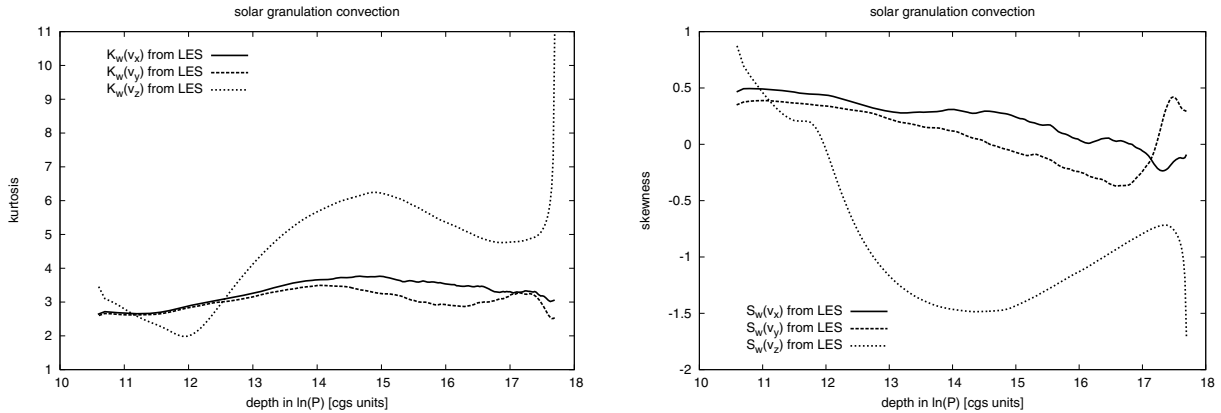 solar granulation convection
11
10
9
8
7
6
5
4
3
2
1
kurtosis
K_w(v_x) from LES
K_w(v_y) from LES
K_w(v_z) from LES
10 11 12 13 14 15 16 17 18
depth in ln(P) [cgs units]
solar granulation convection
1
0.5
0
-0.5
-1
-1.5
-2
skewness
S_w(v_x) from LES
S_w(v_y) from LES
S_w(v_z) from LES
10 11 12 13 14 15 16 17 18
depth in ln(P) [cgs units]